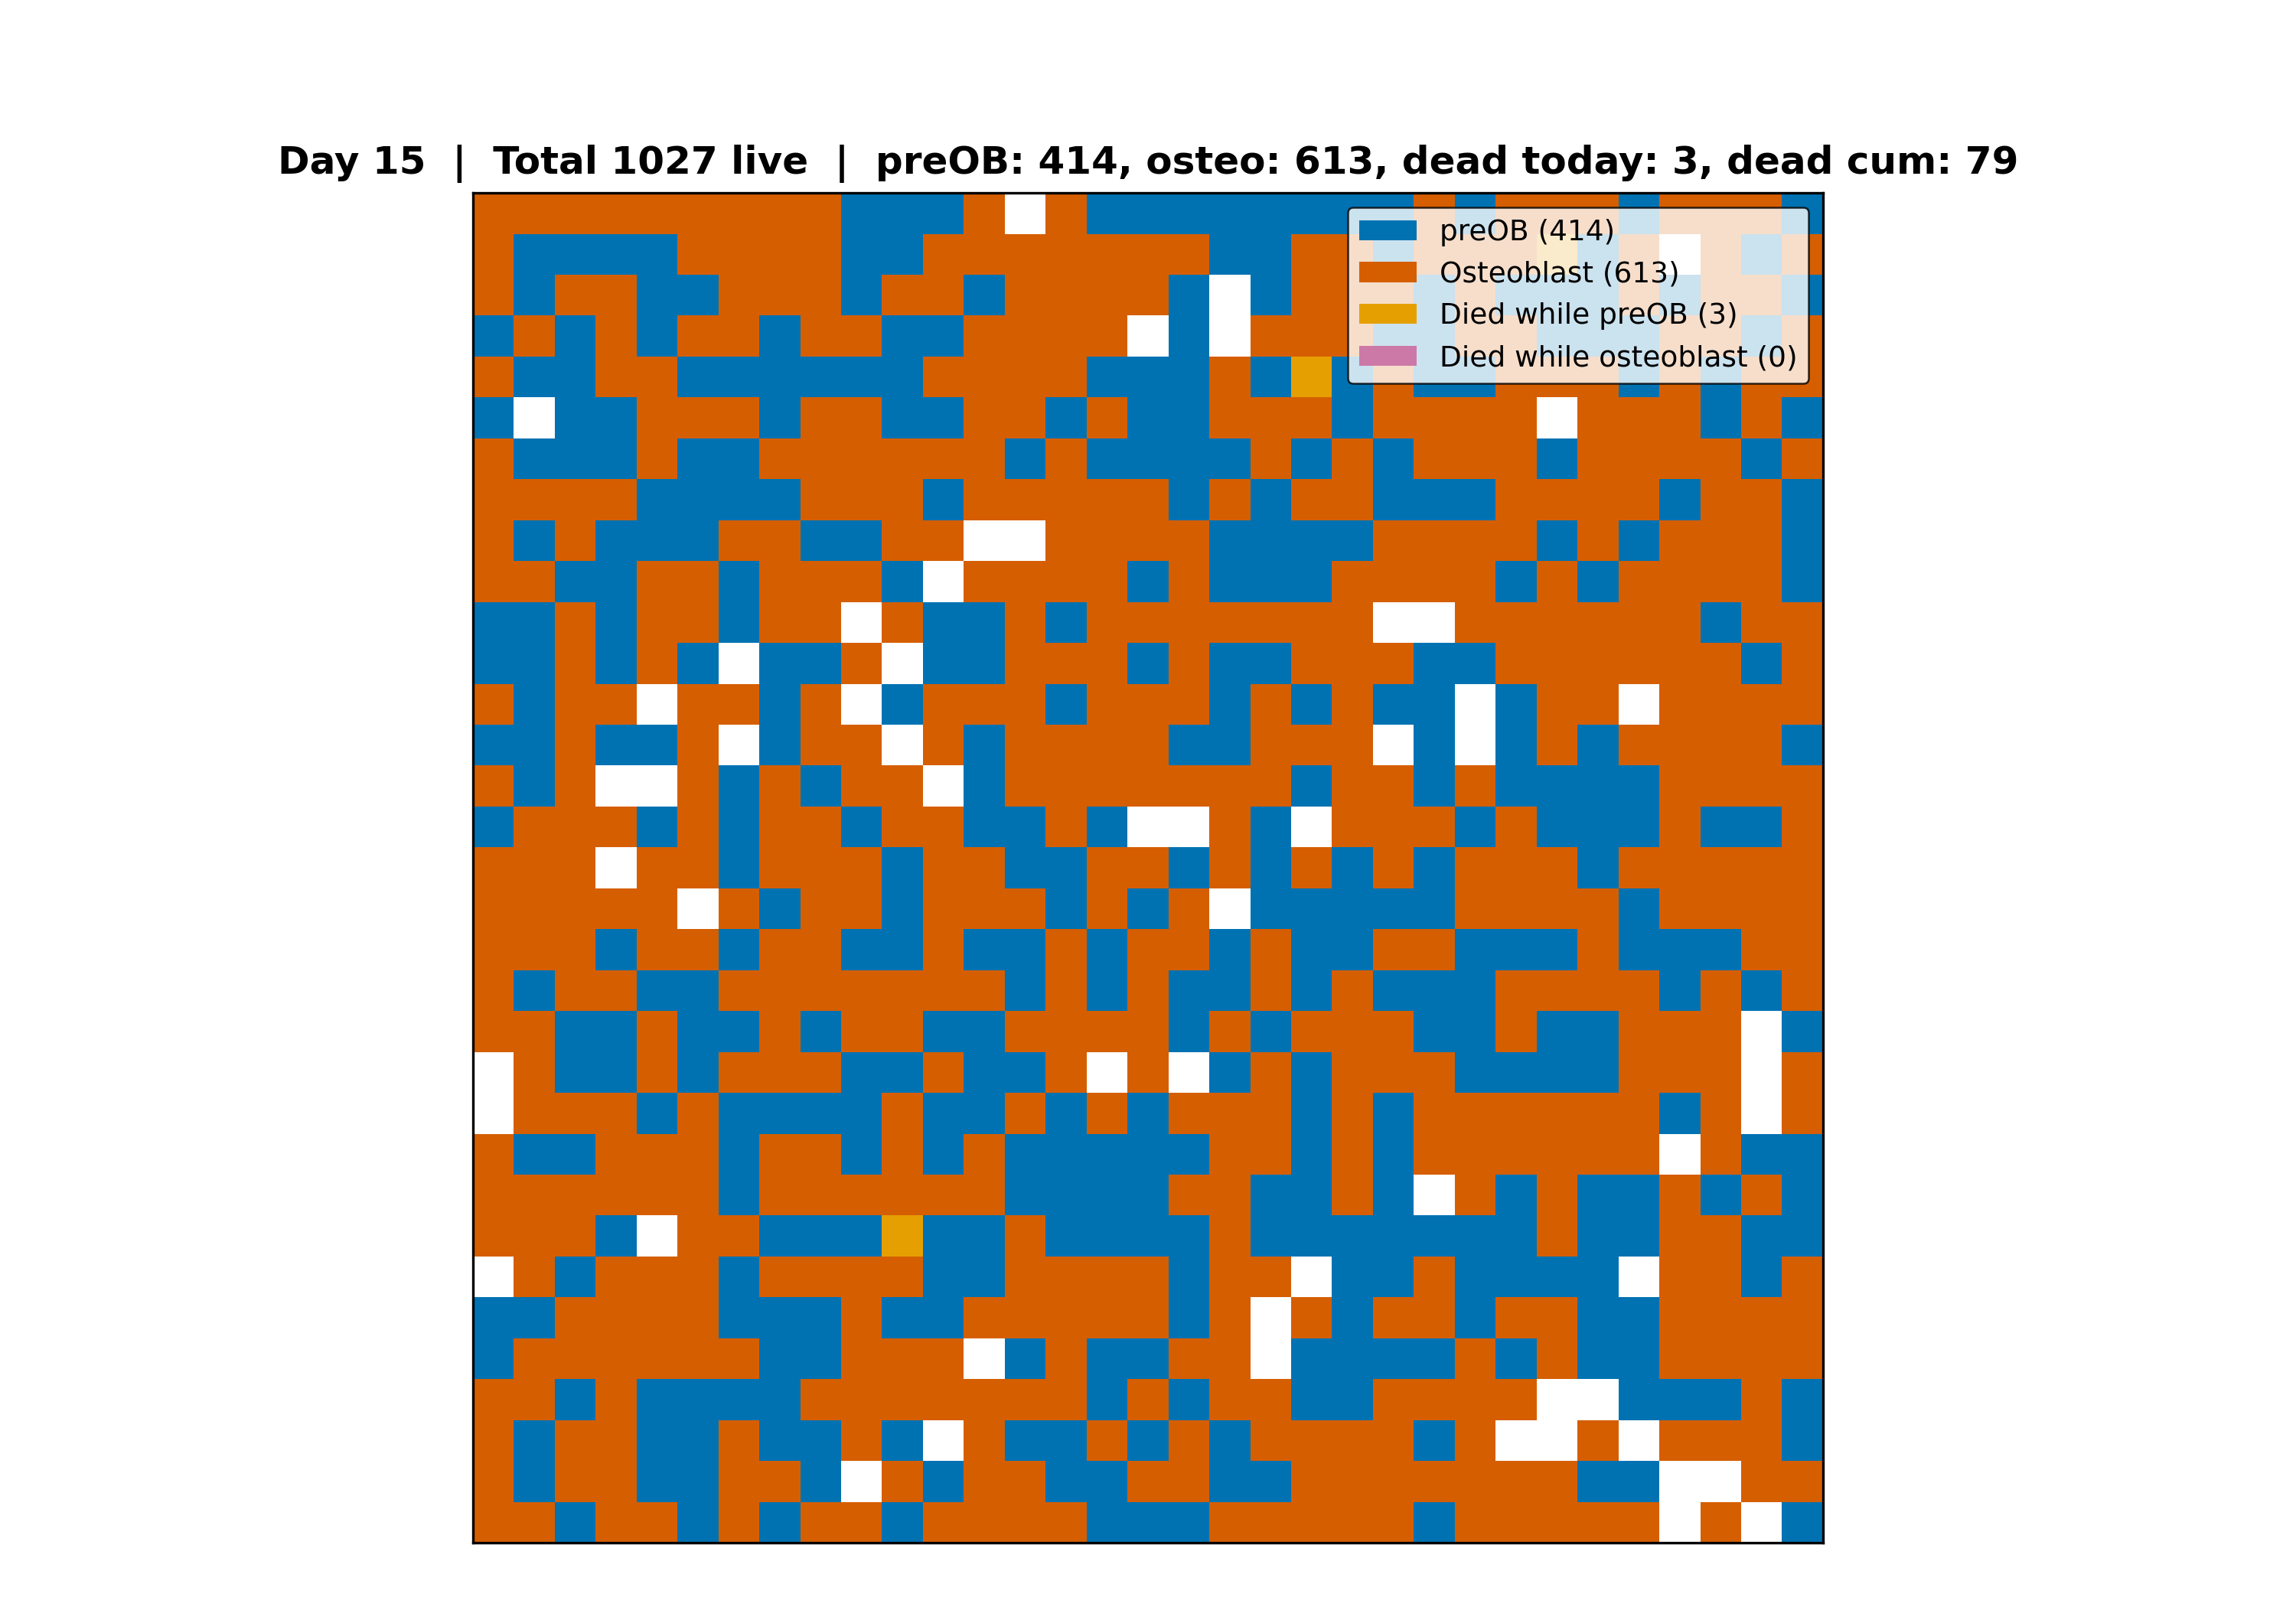 Day 15 | Total 1027 live | preOB: 414, osteo: 613, dead today: 3, dead cum: 79
preOB (414)
Osteoblast (613)
Died while preOB (3)
Died while osteoblast (0)